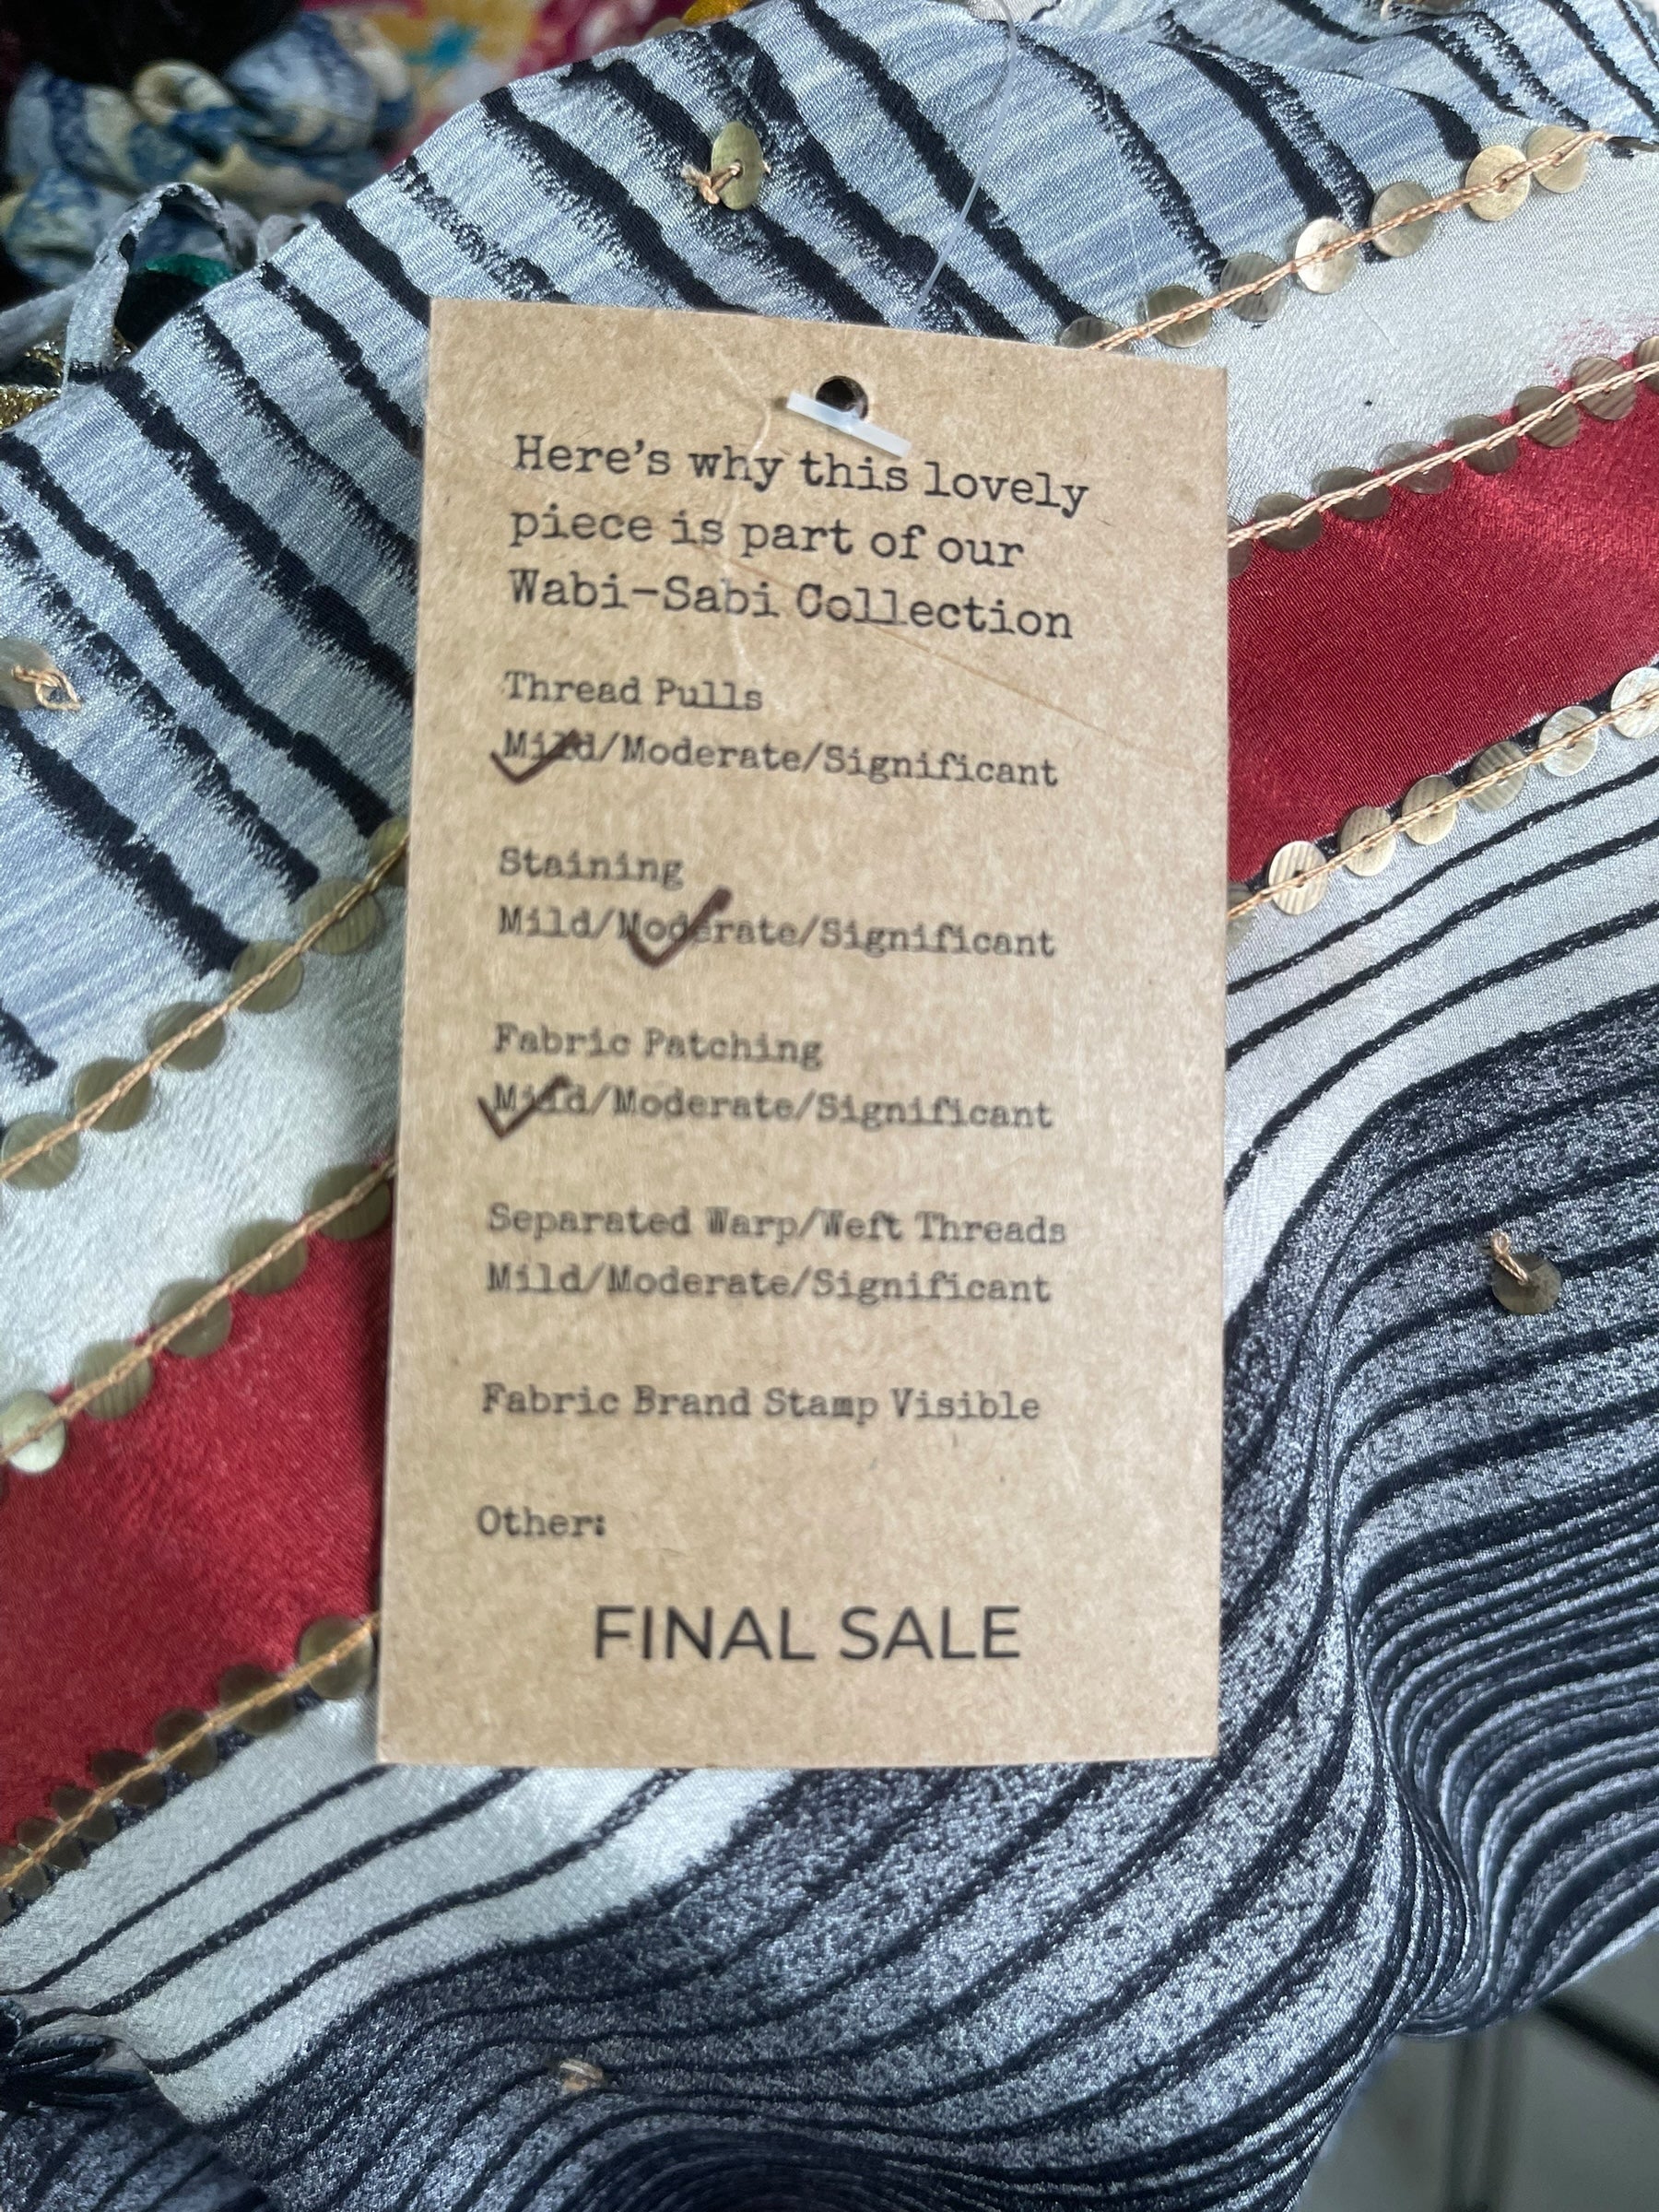 Here's why this lovely
piece is part of our
Wabi-Sabi Collection
Thread Pulls
Mild/Moderate/Significant
Staining
Mild/Moderate/Significant
Fabric Patching
Mild/Moderate/Significant
Separated Warp/Weft Threads
Mild/Moderate/Significant
Fabric Brand Stamp Visible
Other:
FINAL SALE